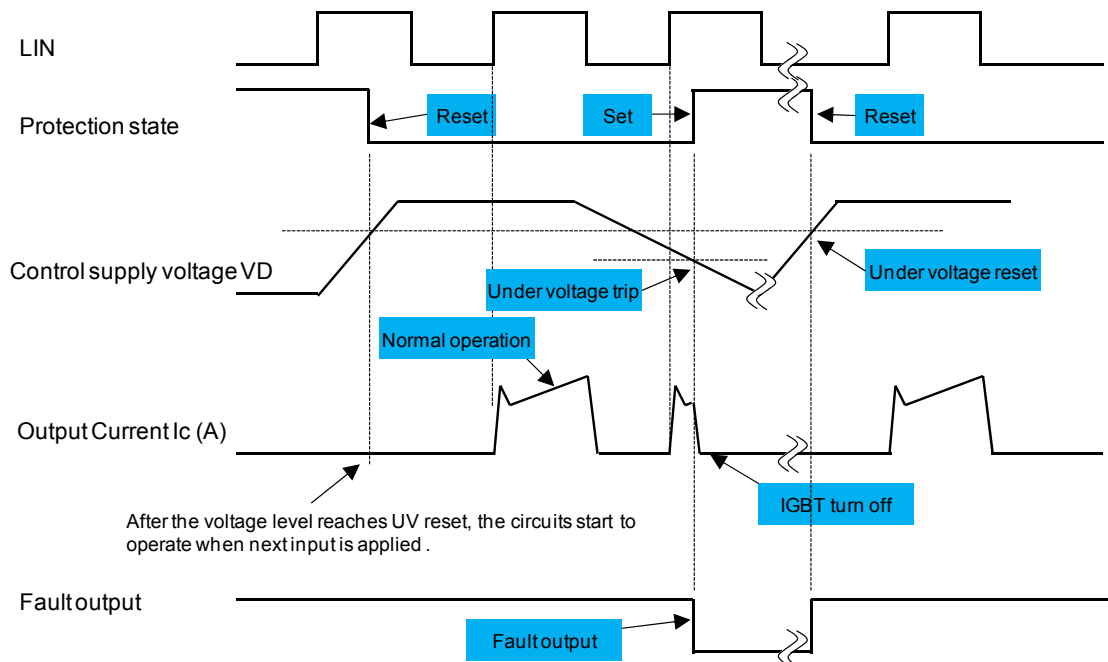 LIN
Protection state
Reset
Set
Reset
Control supply voltage VD
Under voltage trip
Under voltage reset
Normal operation
Output Current Ic (A)
IGBT turn off
After the voltage level reaches UV reset, the circuits start to
operate when next input is applied .
Fault output
Fault output